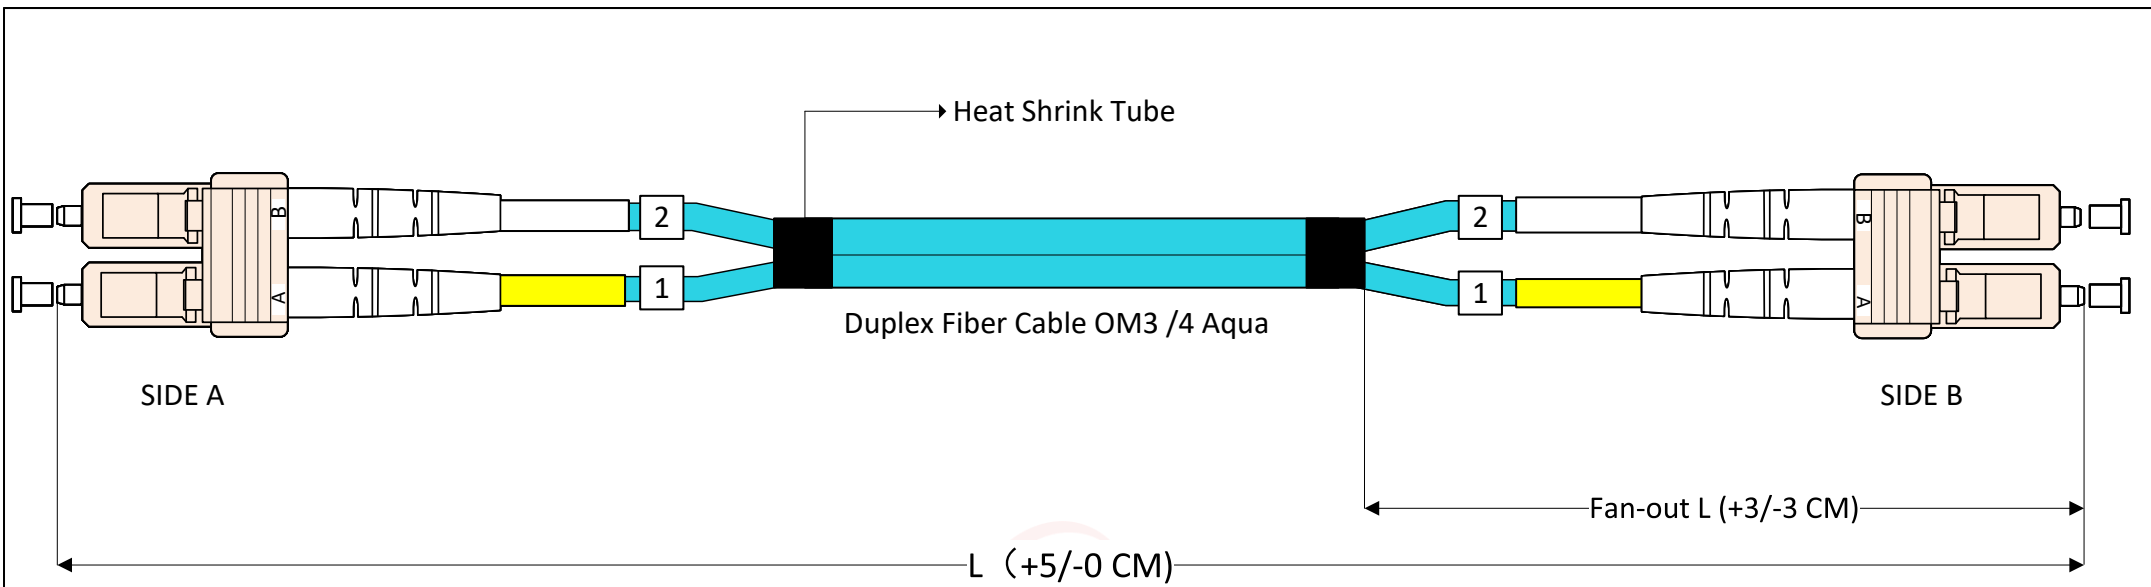 Heat Shrink Tube
B 2 2 B
A 1 1 A
Duplex Fiber Cable OM3 /4 Aqua
SIDE A SIDE B
Fan-out L (+3/-3 CM)
L（+5/-0 CM)